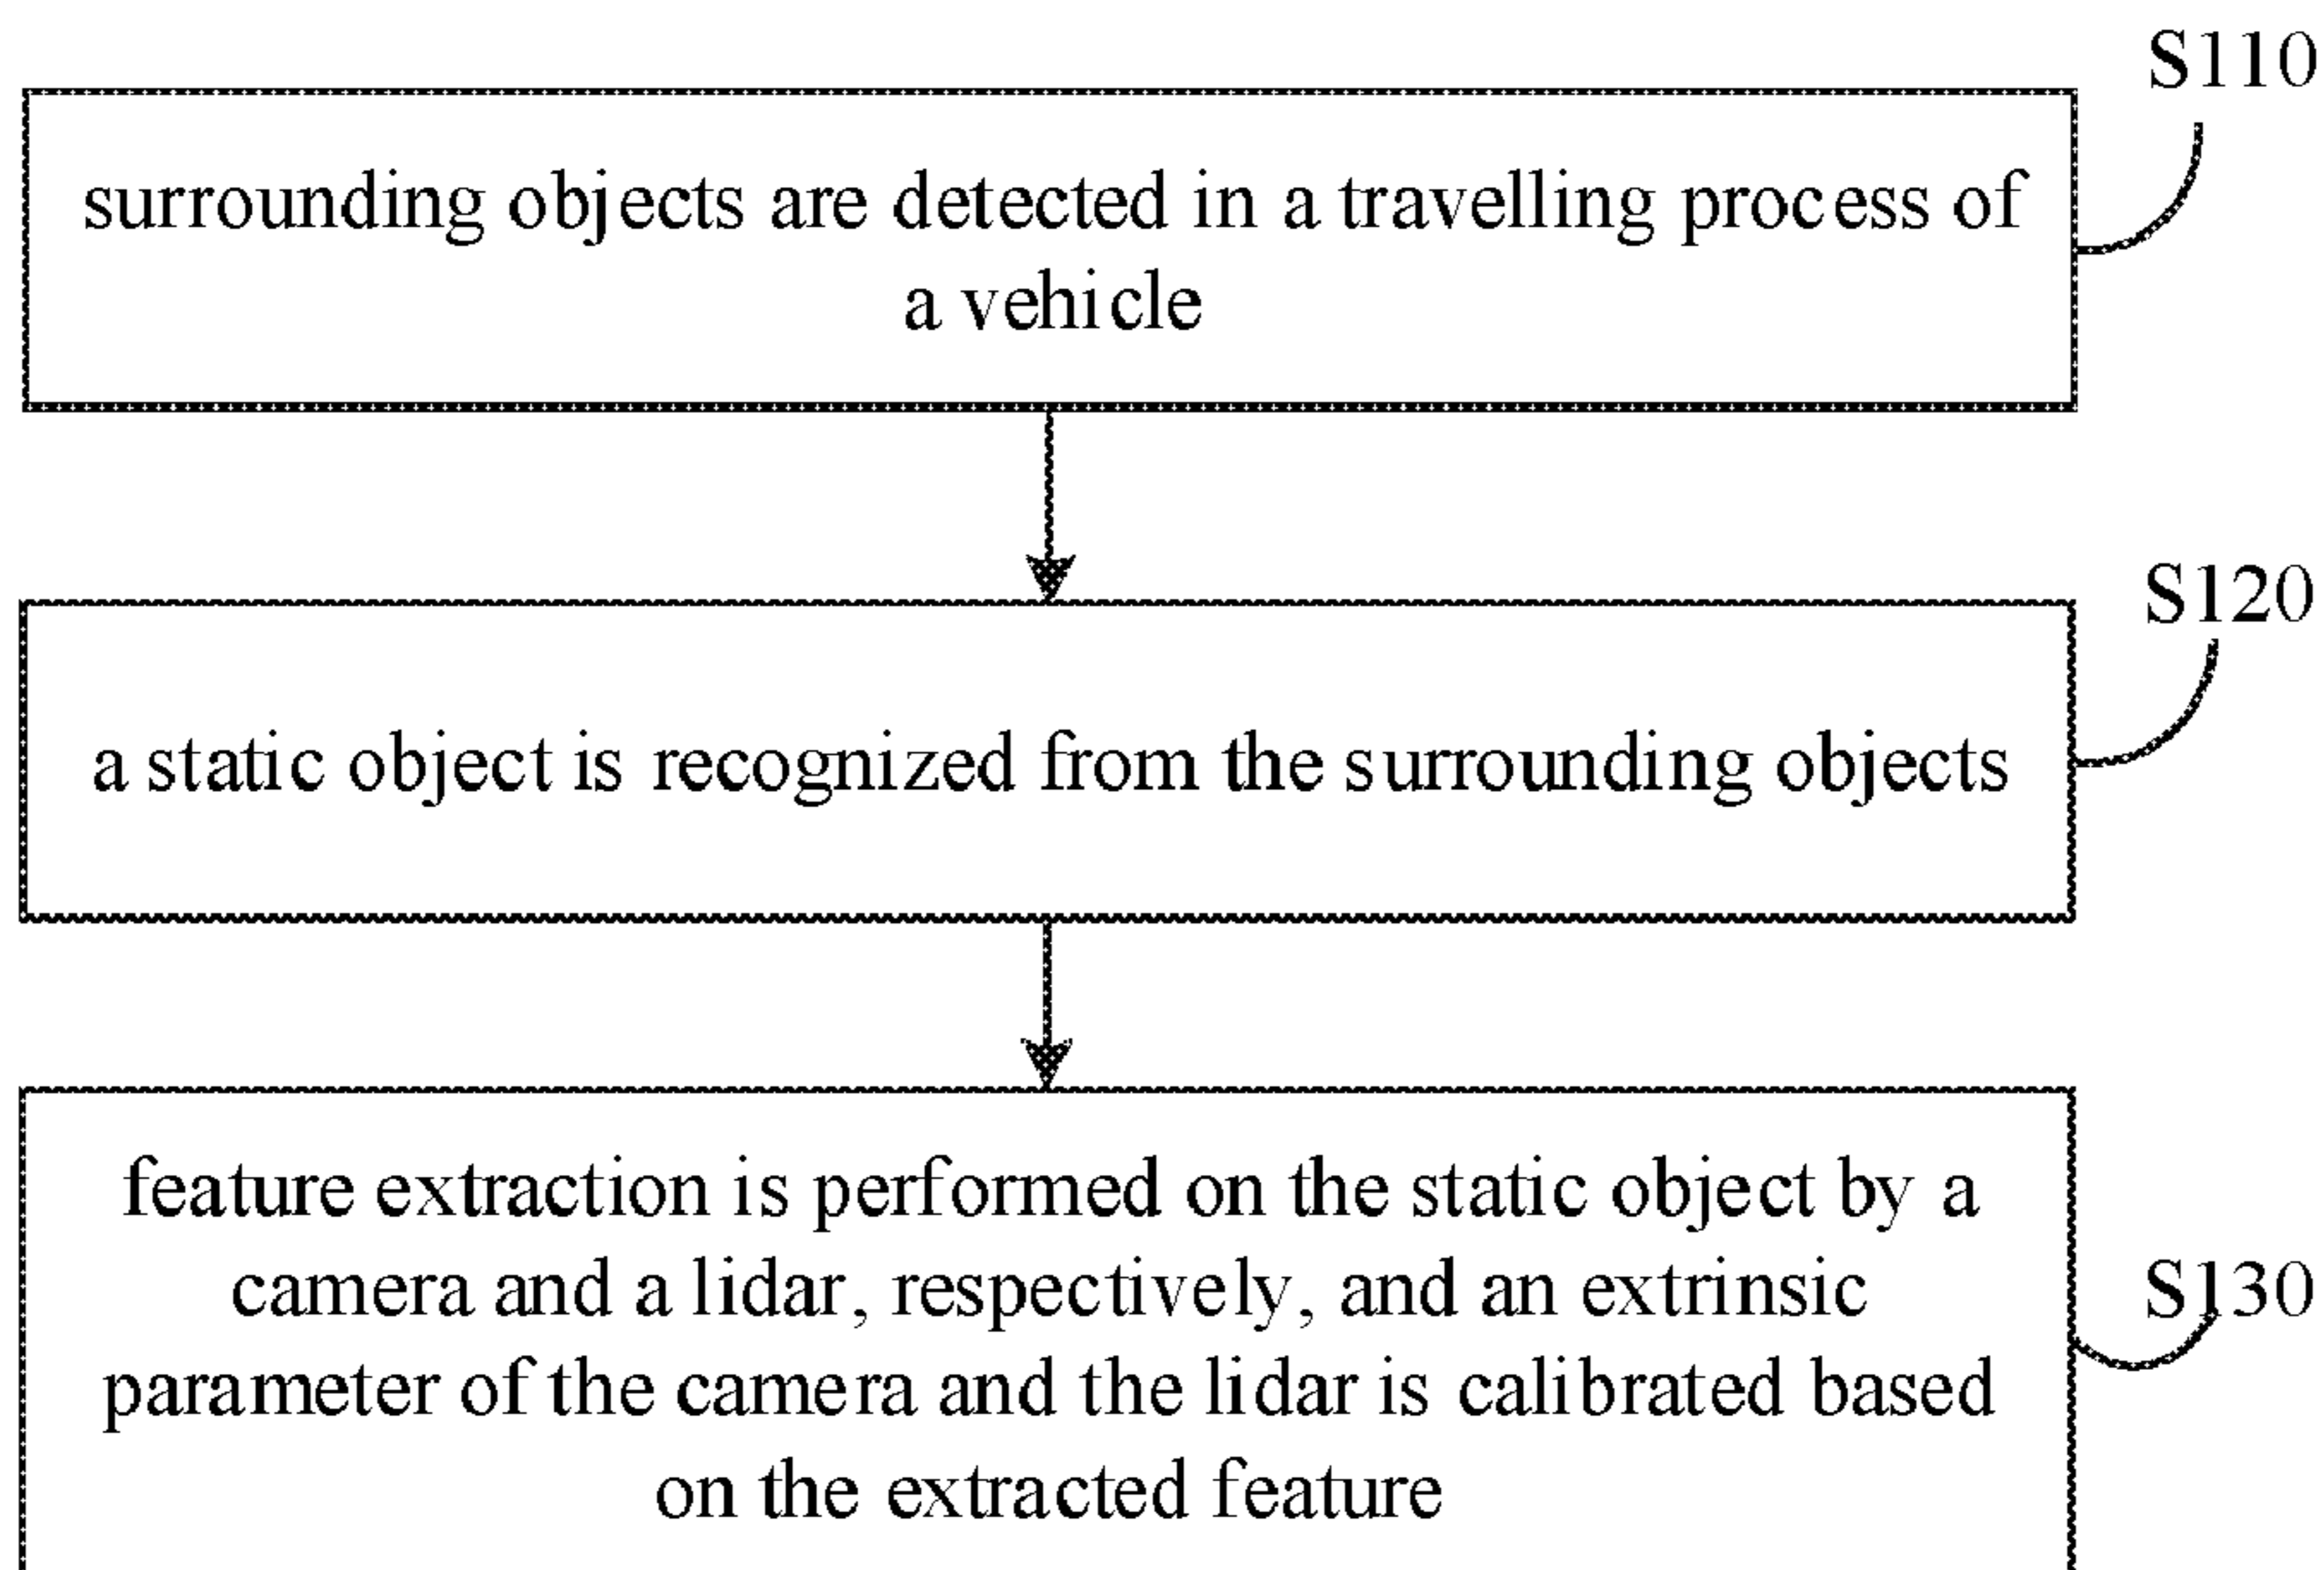 S110
surrounding objects are detected in a travelling process of
a vehicle
S120
a static object is recognized from the surrounding objects
feature extraction is performed on the static object by a
camera and a lidar, respectively, and an extrinsic
S130
parameter of the camera and the lidar is calibrated based
on the extracted feature